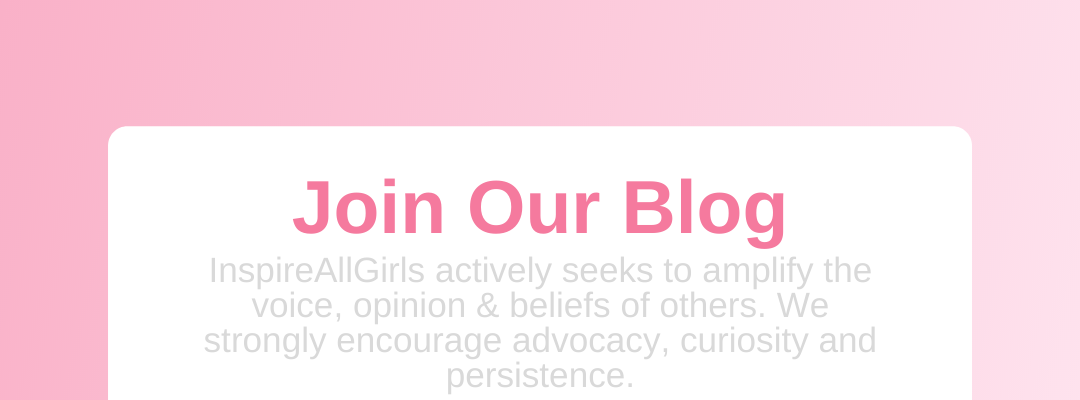 Join Our Blog
InspireAllGirls actively seeks to amplify the
voice, opinion & beliefs of others. We
strongly encourage advocacy, curiosity and
persistence.